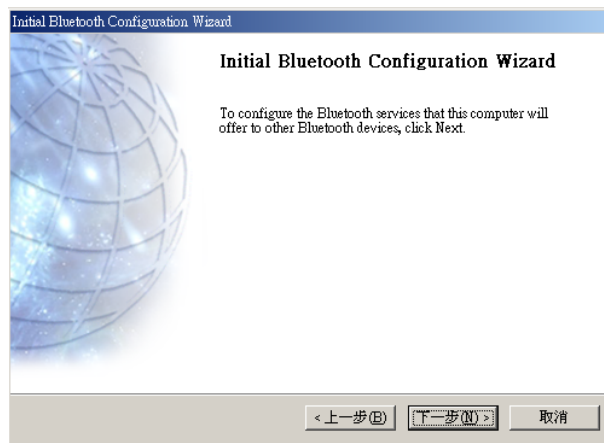 Initial Bluetooth Configuration Wizard
Initial Bluetooth Configuration Wizard
To configure the Bluetooth services that this computer will
offer to other Bluetooth devices, click Next.
<上一步(B)
下一步(N)>
取消